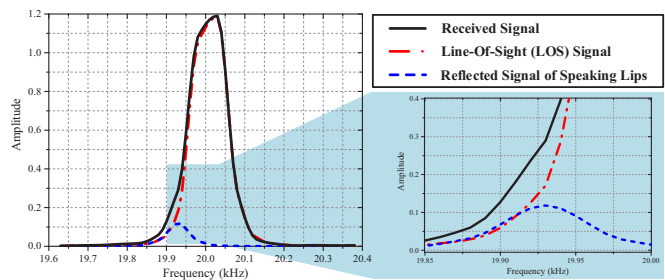 1.2
1.0
0.8
0.6
0.4
0.2
0.0
Amplitude
19.6 19.7 19.8 19.9 20.0 20.1 20.2 20.3 20.4
Frequency (kHz)
Received Signal
Line-Of-Sight (LOS) Signal
Reflected Signal of Speaking Lips
0.4
0.3
0.2
0.1
0.0
Amplitude
19.85 19.90 19.95 20.00
Frequency (kHz)